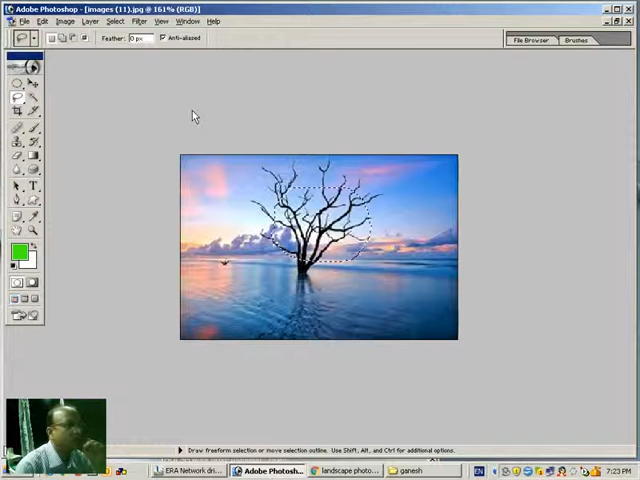 Adobe Photoshop - [images (11).jpg @ 161% (RGB)]
File Edit Image Layer Select Filter View Window Help
Feather: 0 px Anti-aliased File Browser Brushes
T
Draw freeform selection or move selection outline. Use Shift, Alt, and Ctrl for additional options.
ERA Network dri... Adobe Photosh... landscape photo... ganesh EN 7:23 PM